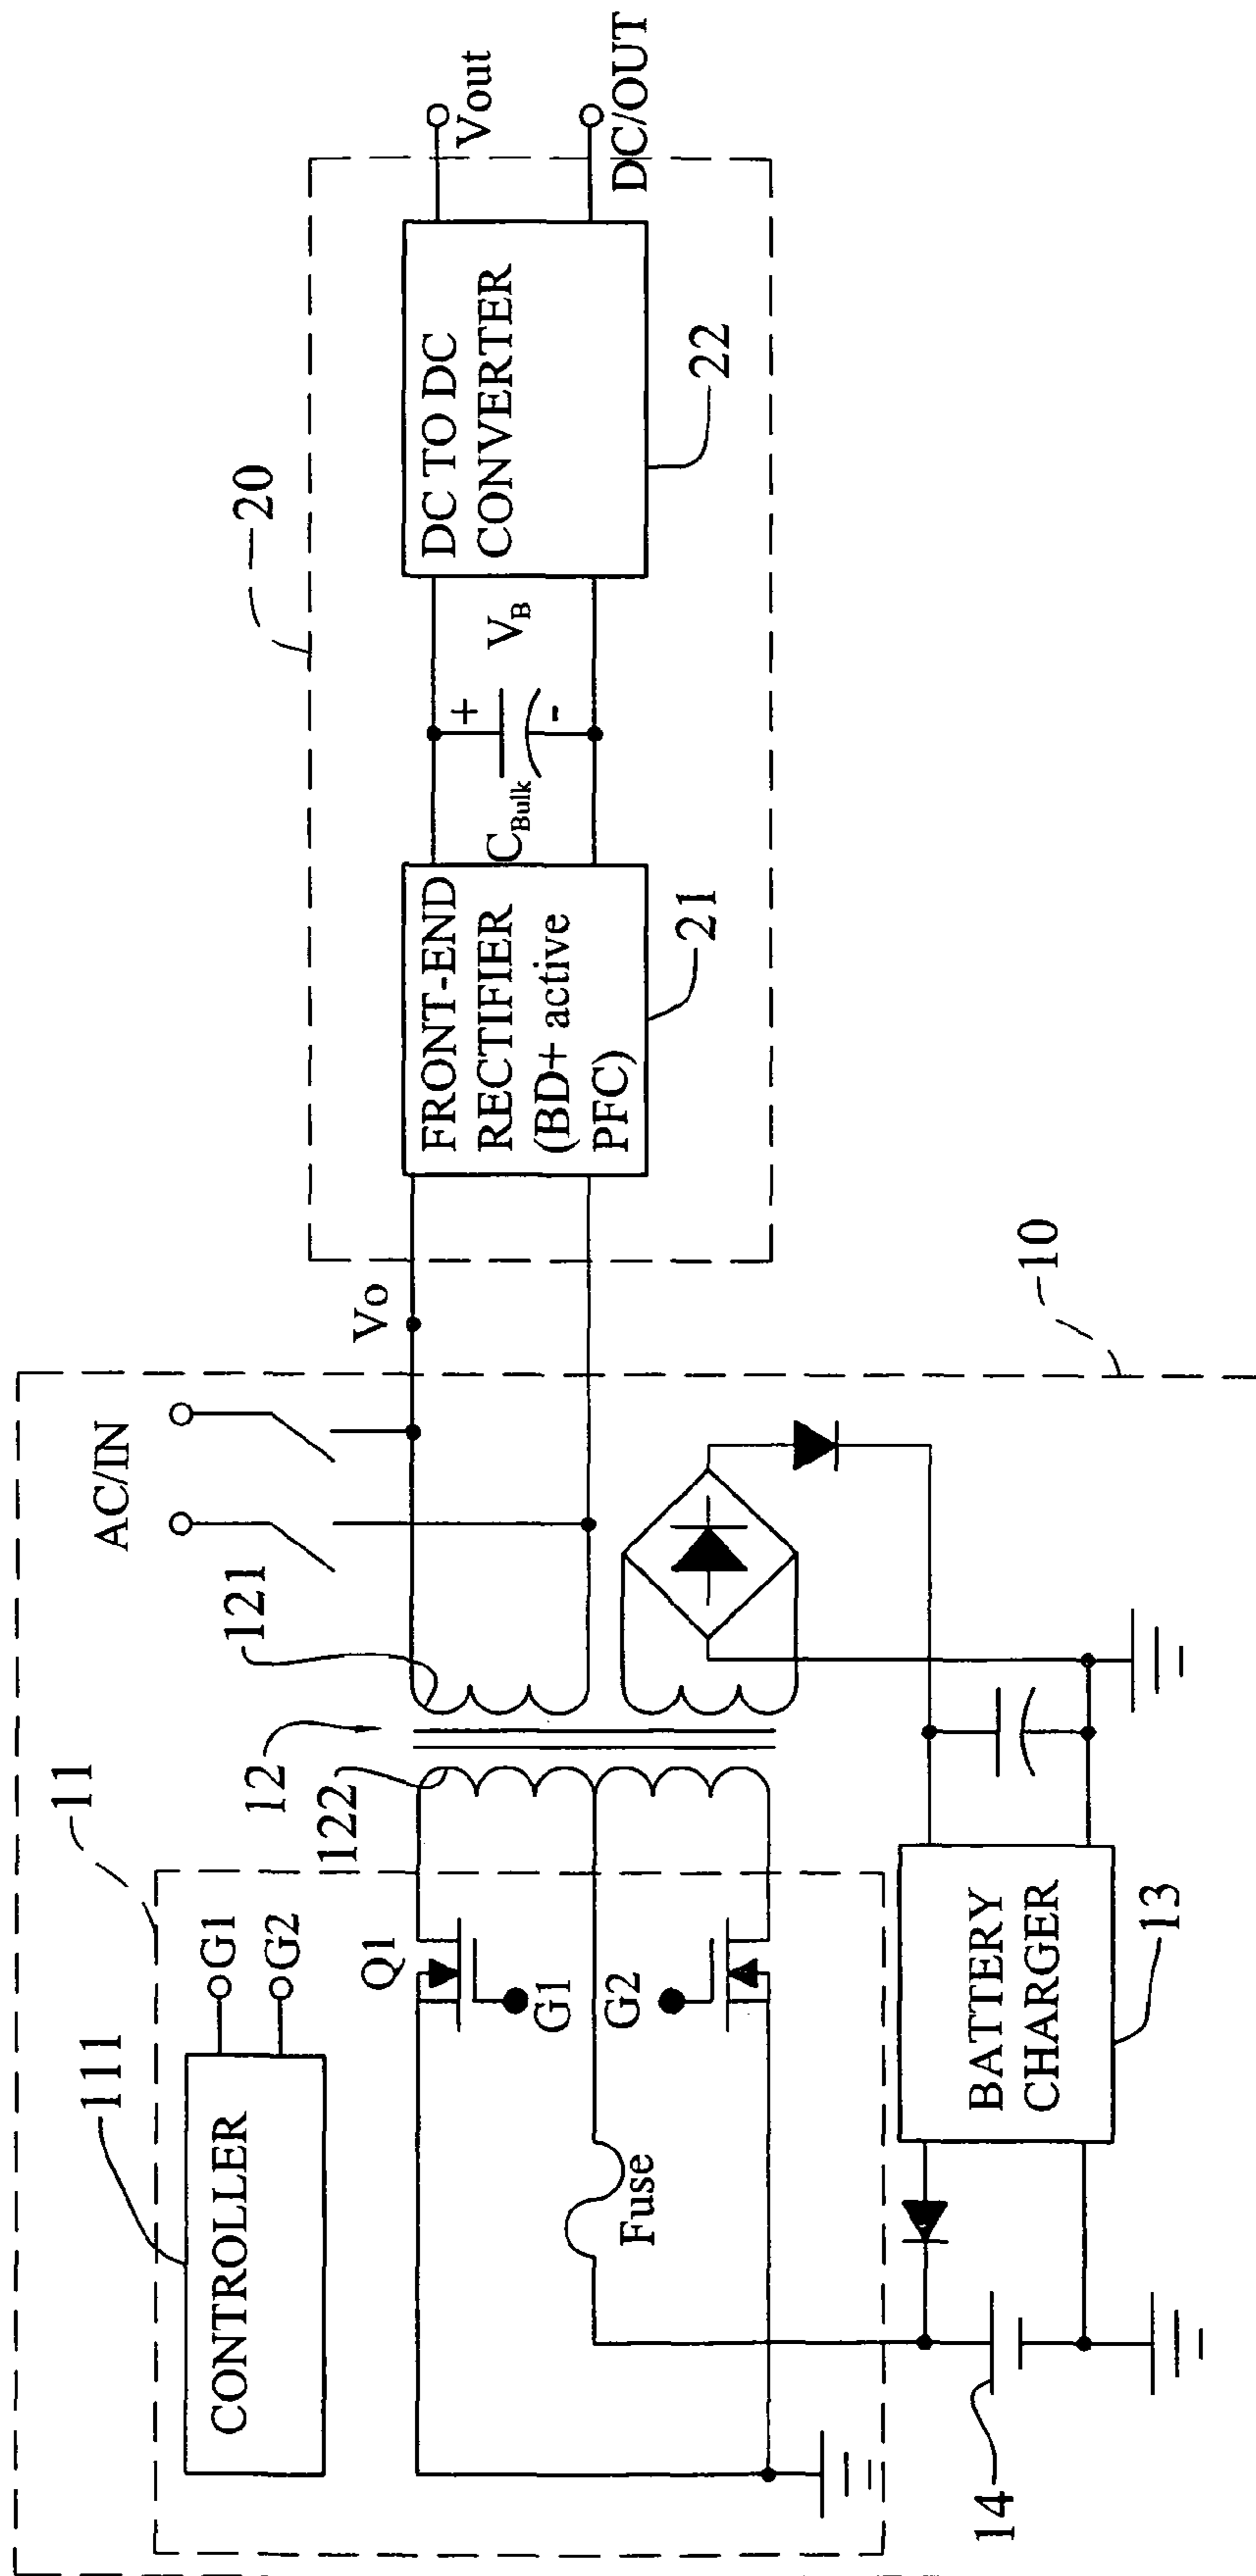 11
111
CONTROLLER
G1
G2
12
122
121
AC/IN
Vo
20
FRONT-END
RECTIFIER
(BD+ active
PFC)
21
CBulk
+
-
VB
DC TO DC
CONVERTER
22
Vout
DC/OUT
Q1
G1
G2
Fuse
10
14
BATTERY
CHARGER
13